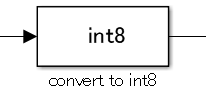 int8
convert to int8